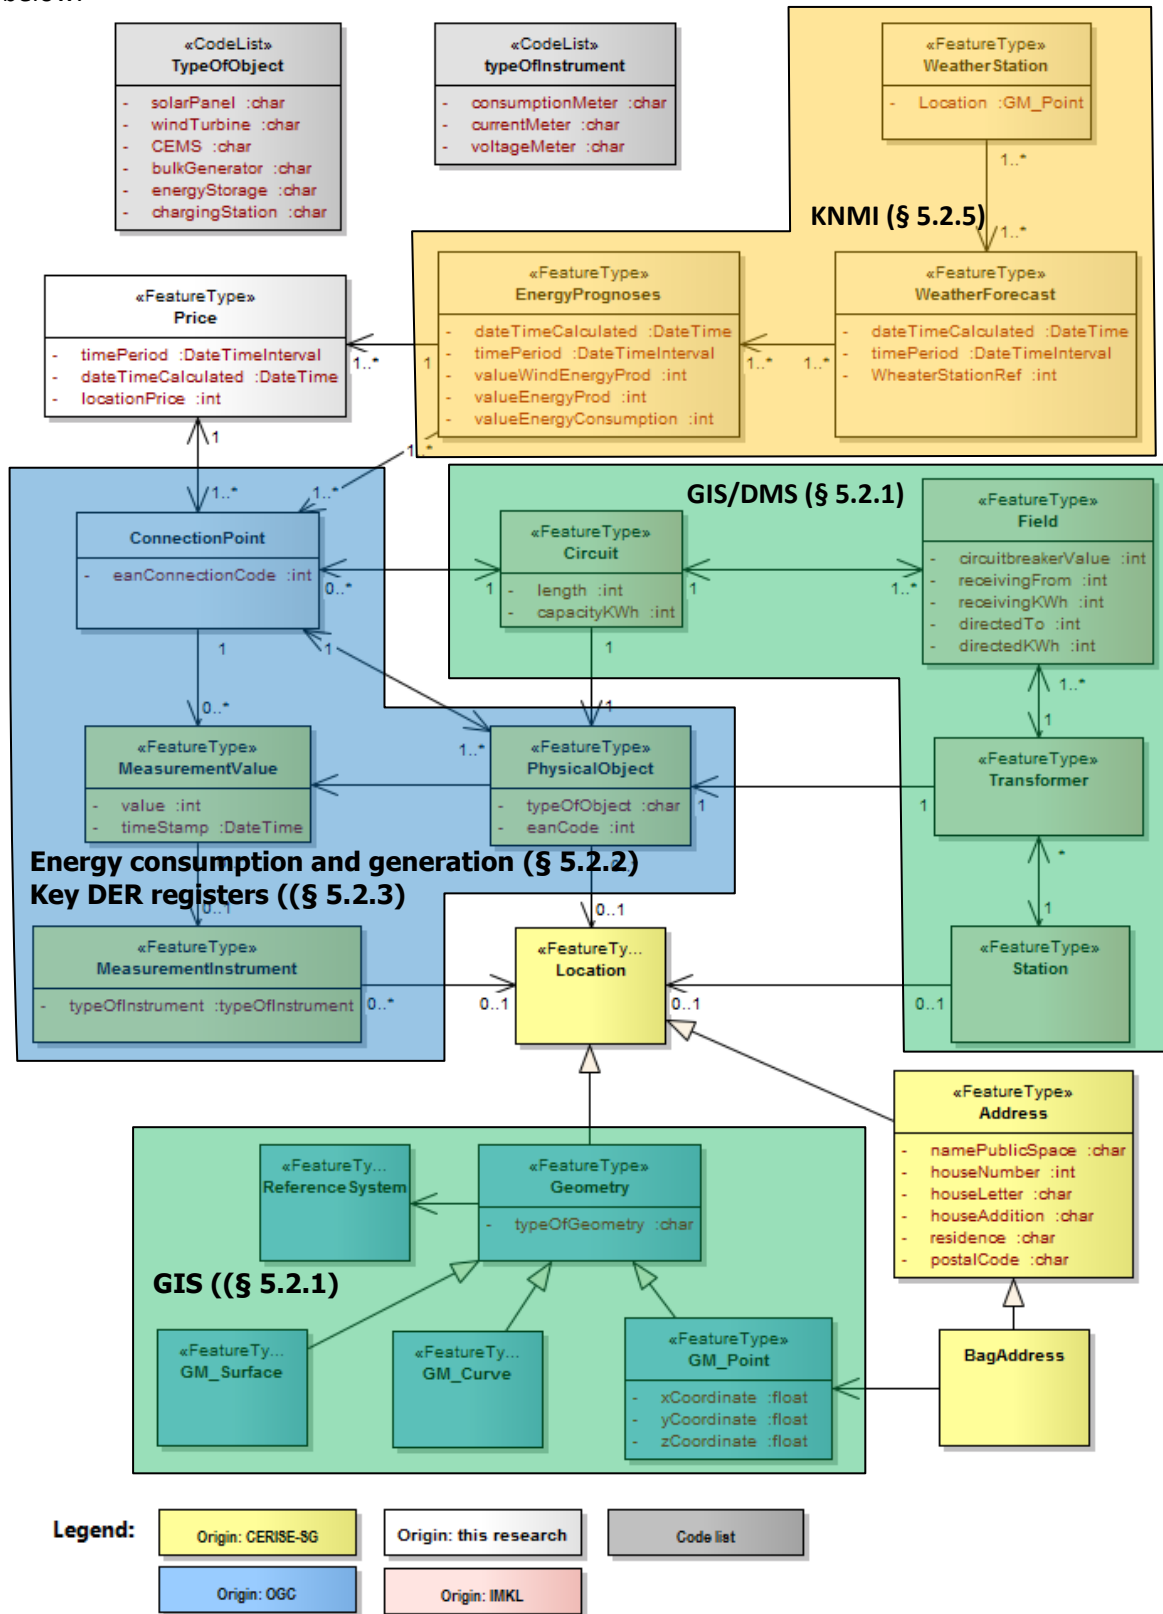 below.
«CodeList»
TypeOfObject
- solarPanel :char
- windTurbine :char
- CEMS :char
- bulkGenerator :char
- energyStorage :char
- chargingStation :char
«CodeList»
typeOfInstrument
- consumptionMeter :char
- currentMeter :char
- voltageMeter :char
«FeatureType»
WeatherStation
- Location :GM_Point
1..*
KNMI (§ 5.2.5)
1..*
«FeatureType»
Price
- timePeriod :DateTimeInterval
- dateTimeCalculated :DateTime
- locationPrice :int
1..*
1
«FeatureType»
EnergyPrognoses
- dateTimeCalculated :DateTime
- timePeriod :DateTimeInterval
- valueWindEnergyProd :int
- valueEnergyProd :int
- valueEnergyConsumption :int
1..*
1..*
«FeatureType»
WeatherForecast
- dateTimeCalculated :DateTime
- timePeriod :DateTimeInterval
- WheaterStationRef :int
1
1..*
1..*
1..*
ConnectionPoint
- eanConnectionCode :int
0..*
1
GIS/DMS (§ 5.2.1)
«FeatureType»
Circuit
- length :int
- capacityKWh :int
1
1..*
«FeatureType»
Field
- circuitbreakerValue :int
- receivingFrom :int
- receivingKWh :int
- directedTo :int
- directedKWh :int
1
1
1
1..*
0..*
1..*
1
1
«FeatureType»
MeasurementValue
- value :int
- timeStamp :DateTime
«FeatureType»
PhysicalObject
- typeOfObject :char
- eanCode :int
1
1
«FeatureType»
Transformer
Energy consumption and generation (§ 5.2.2)
Key DER registers ((§ 5.2.3)
0..1
0..1
*
1
«FeatureType»
MeasurementInstrument
- typeOfInstrument :typeOfInstrument
0..*
0..1
«FeatureTy...
Location
0..1
0..1
«FeatureType»
Station
«FeatureType»
Address
- namePublicSpace :char
- houseNumber :int
- houseLetter :char
- houseAddition :char
- residence :char
- postalCode :char
«FeatureTy...
ReferenceSystem
«FeatureType»
Geometry
- typeOfGeometry :char
GIS ((§ 5.2.1)
«FeatureTy...
GM_Surface
«FeatureTy...
GM_Curve
«FeatureType»
GM_Point
- xCoordinate :float
- yCoordinate :float
- zCoordinate :float
BagAddress
Legend:
Origin: CERISE-SG
Origin: this research
Code list
Origin: OGC
Origin: IMKL